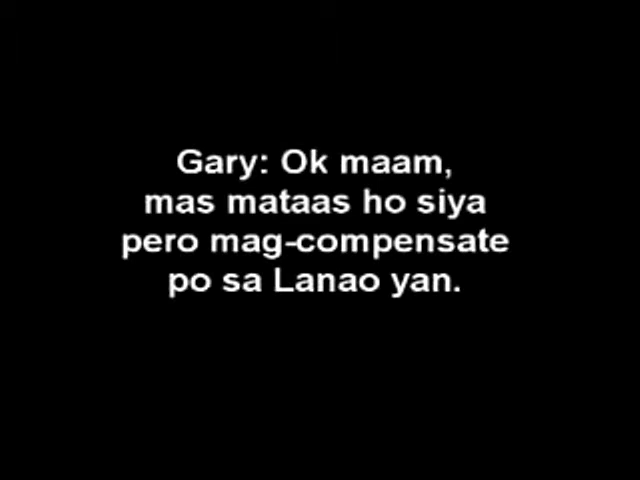 Gary: Ok maam,
mas mataas ho siya
pero mag-compensate
po sa Lanao yan.